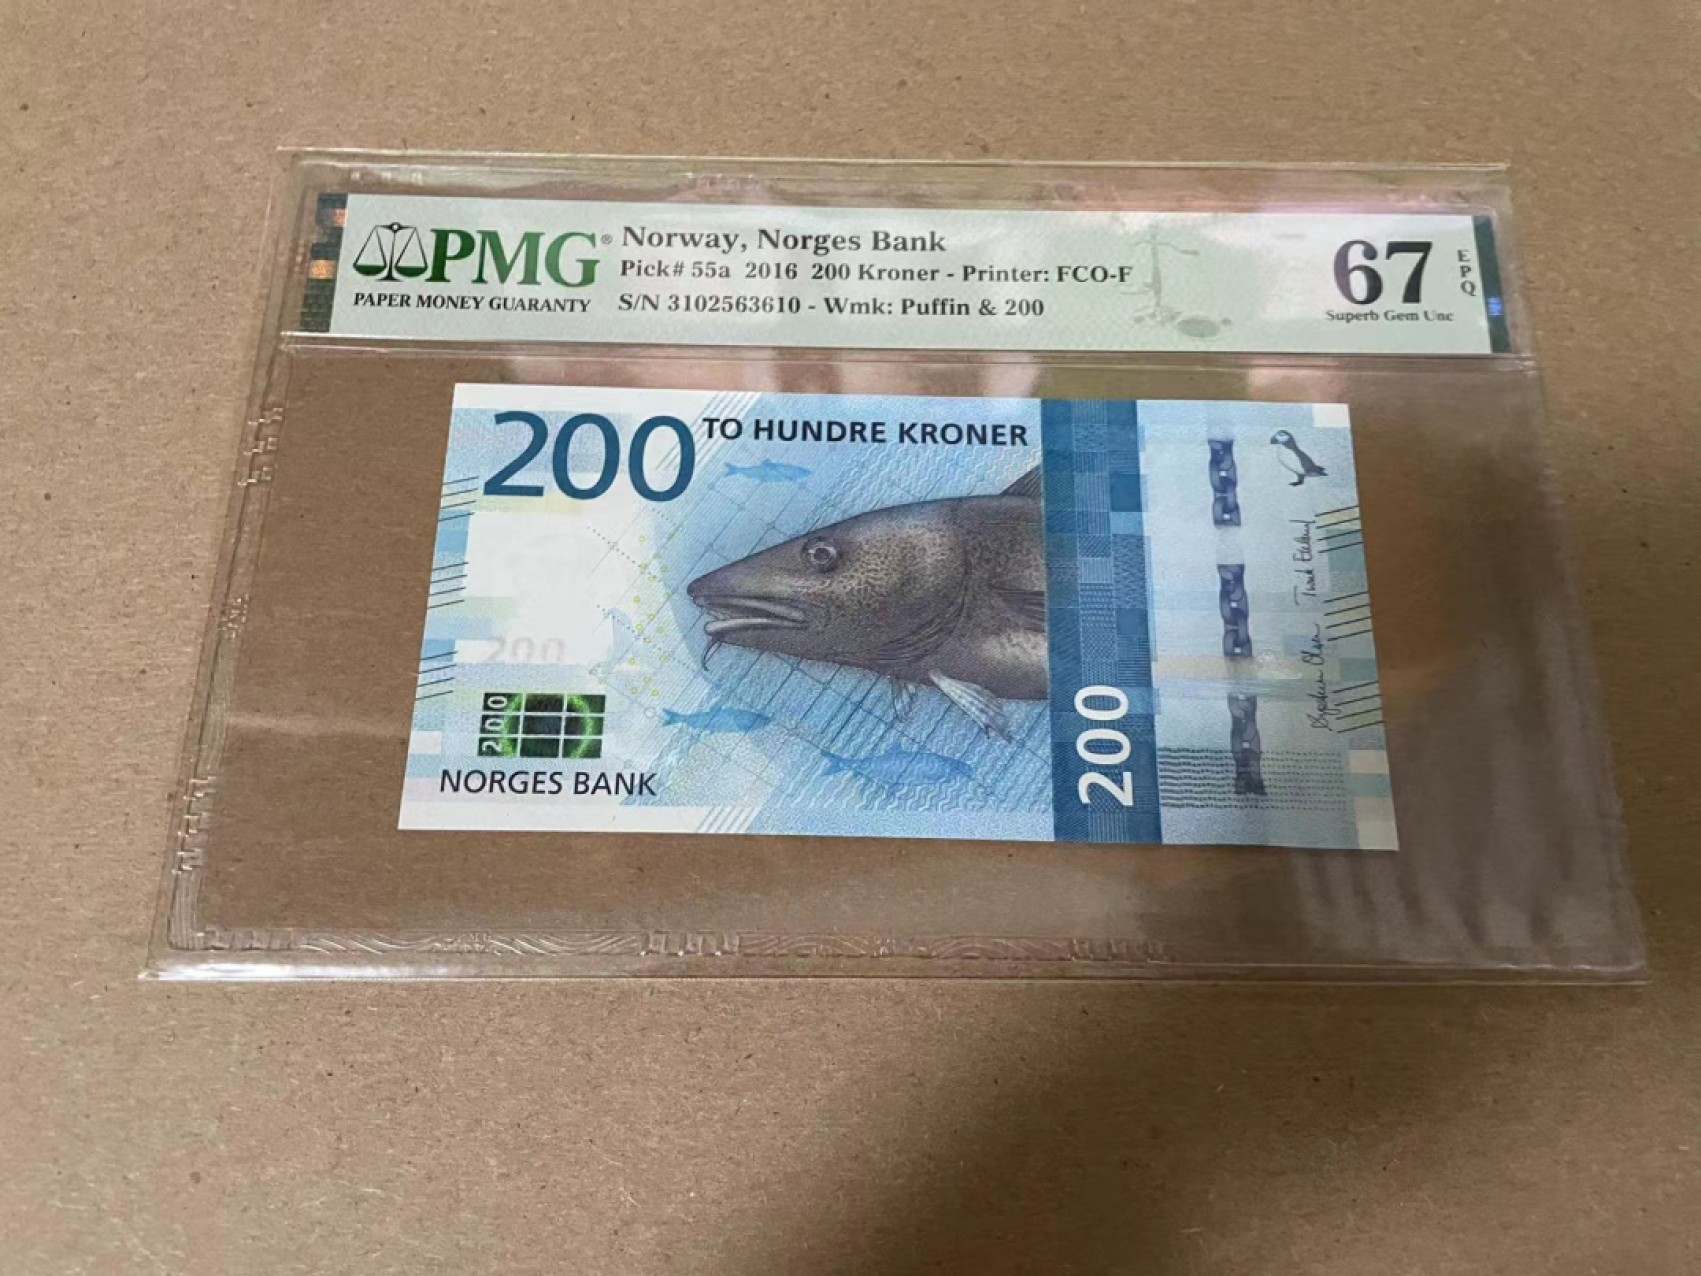 PMG®
PAPER MONEY GUARANTY
Norway, Norges Bank
Pick# 55a 2016 200 Kroner - Printer: FCO-F
S/N 3102563610 - Wmk: Puffin & 200
67
EPQ
Superb Gem Unc
200 TO HUNDRE KRONER
200
200
NORGES BANK
200